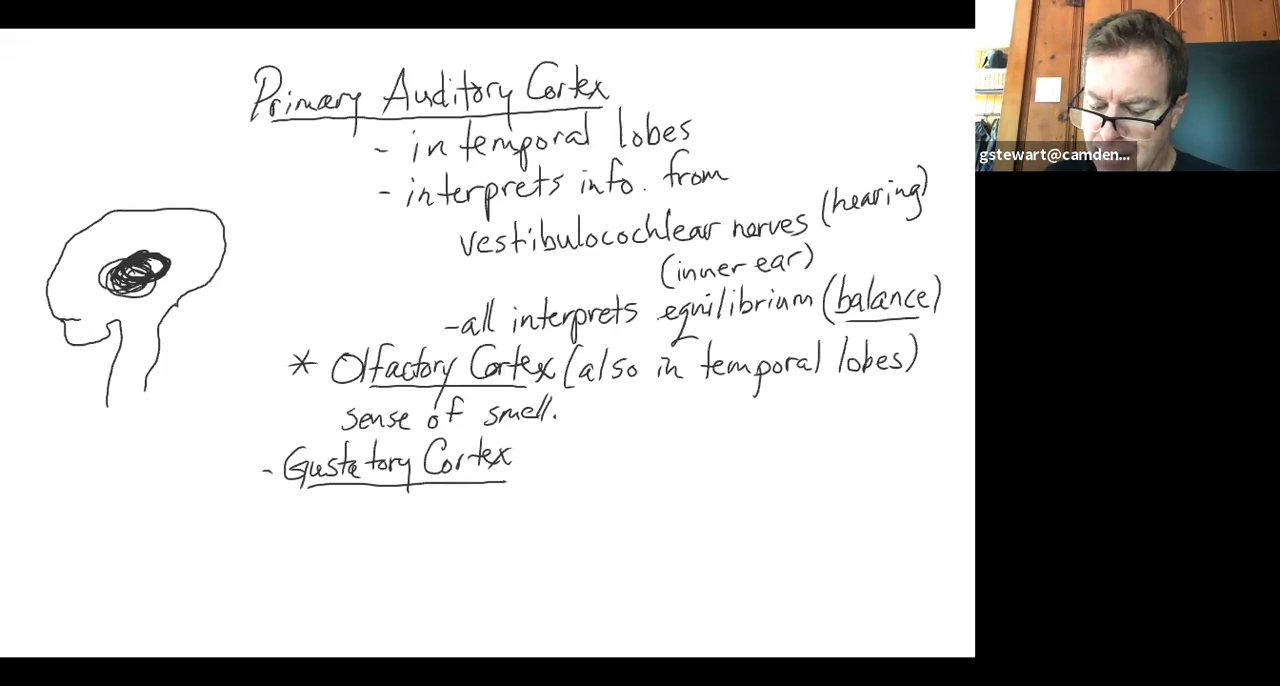 Primary Auditory Cortex
- in temporal lobes
- interprets info. from
vestibulocochlear nerves (hearing)
(inner ear)
- all interprets equilibrium (balance)
* Olfactory Cortex (also in temporal lobes)
sense of smell.
- Gustatory Cortex
gstewart@camden...